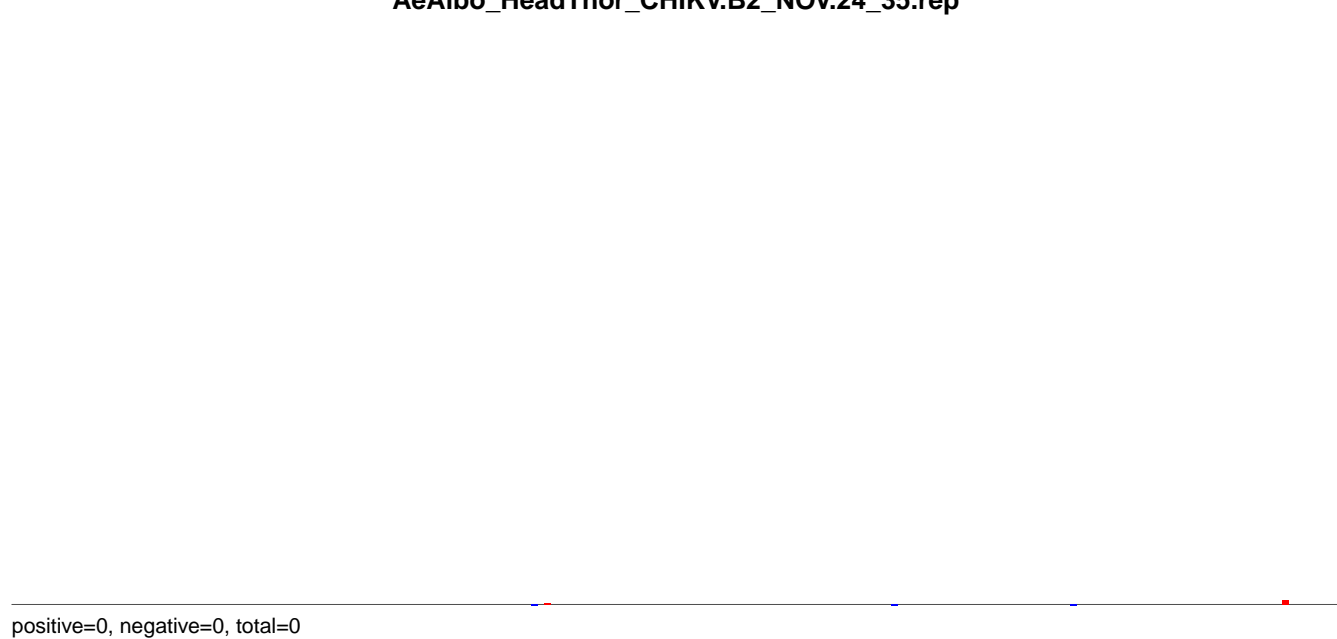 AeAlbo_HeadThor_CHIKV.B2_NOV.24_35.rep
positive=0, negative=0, total=0